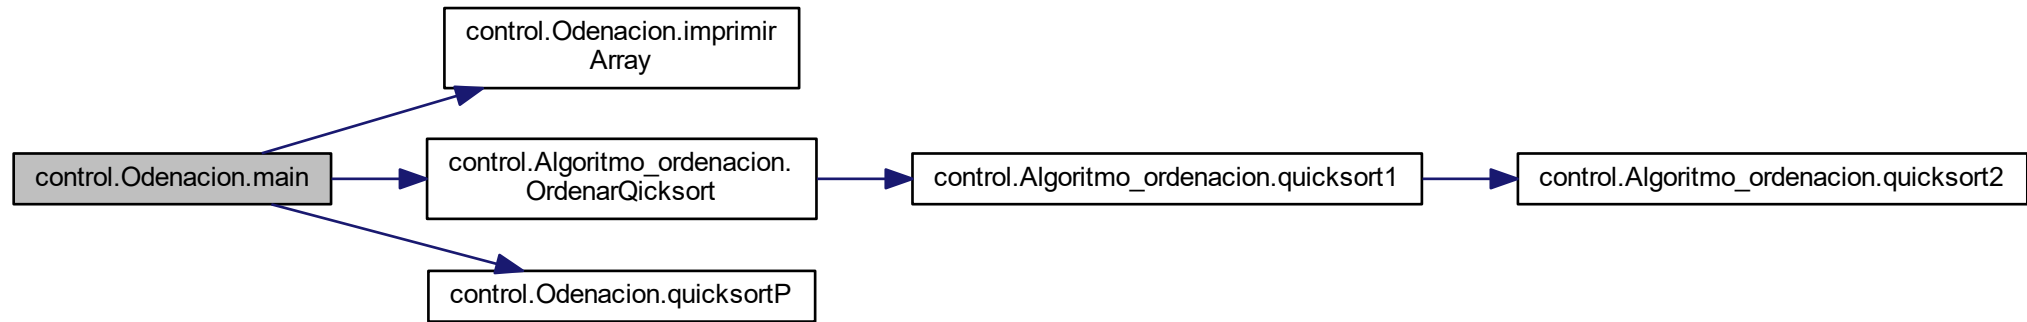 control.Odenacion.main
control.Odenacion.imprimir
Array
control.Algoritmo_ordenacion.
OrdenarQicksort
control.Odenacion.quicksortP
control.Algoritmo_ordenacion.quicksort1
control.Algoritmo_ordenacion.quicksort2